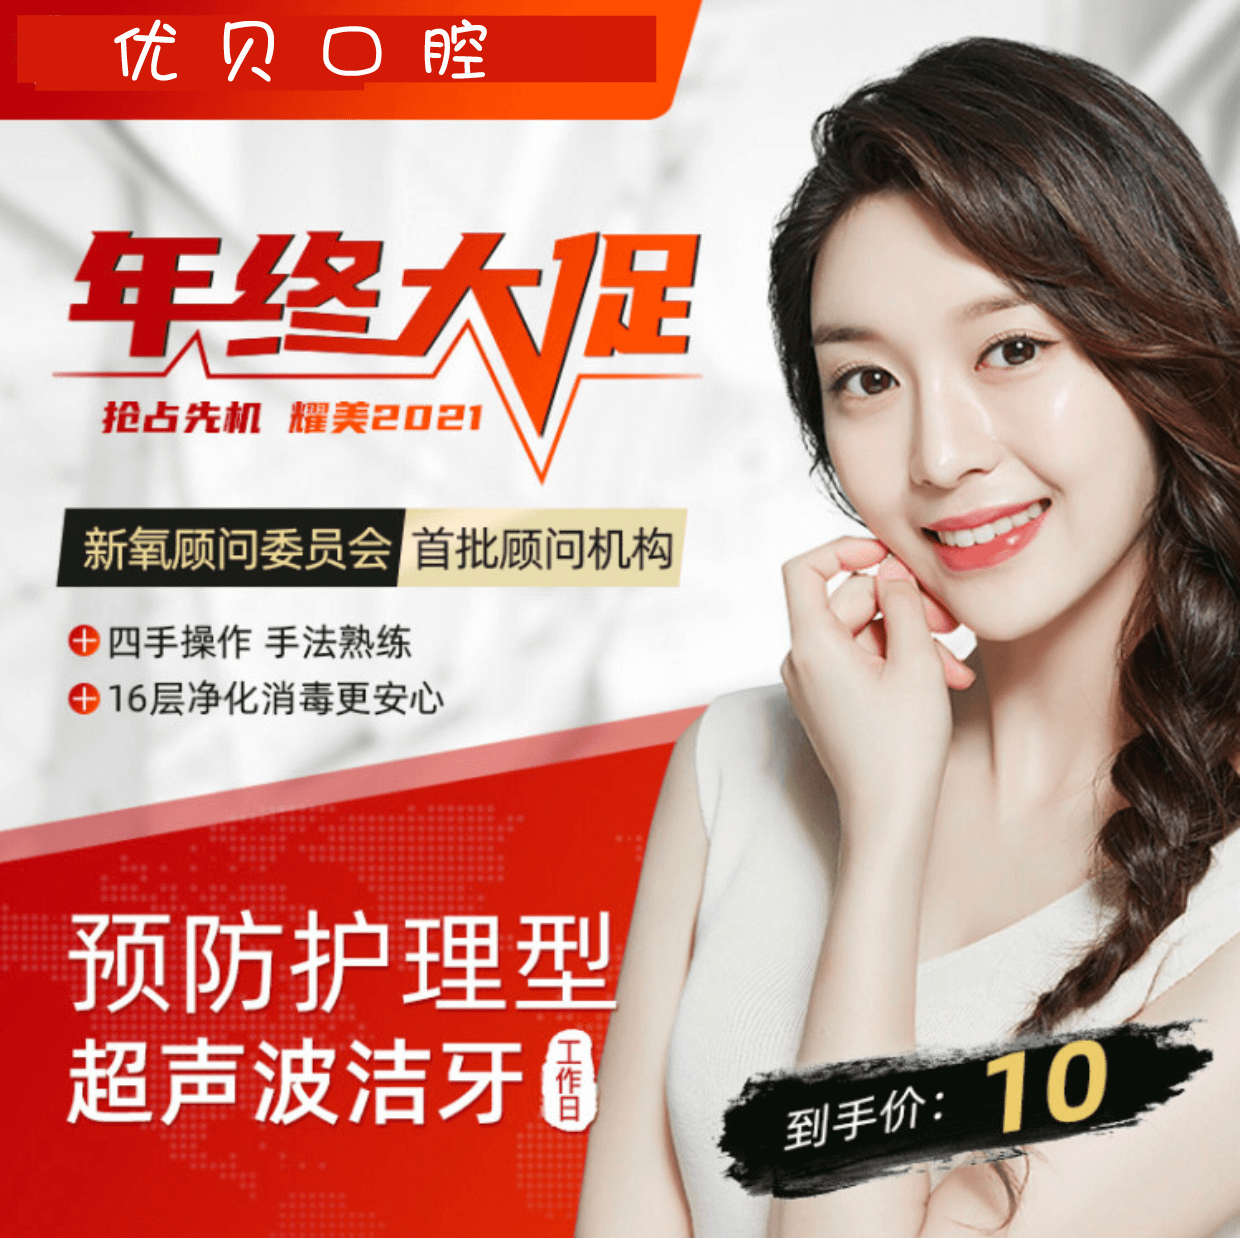 优贝口腔
年终大促
抢占先机 耀美2021
新氧顾问委员会 首批顾问机构
四手操作 手法熟练
16层净化消毒更安心
预防护理型
超声波洁牙 工作日
到手价：10